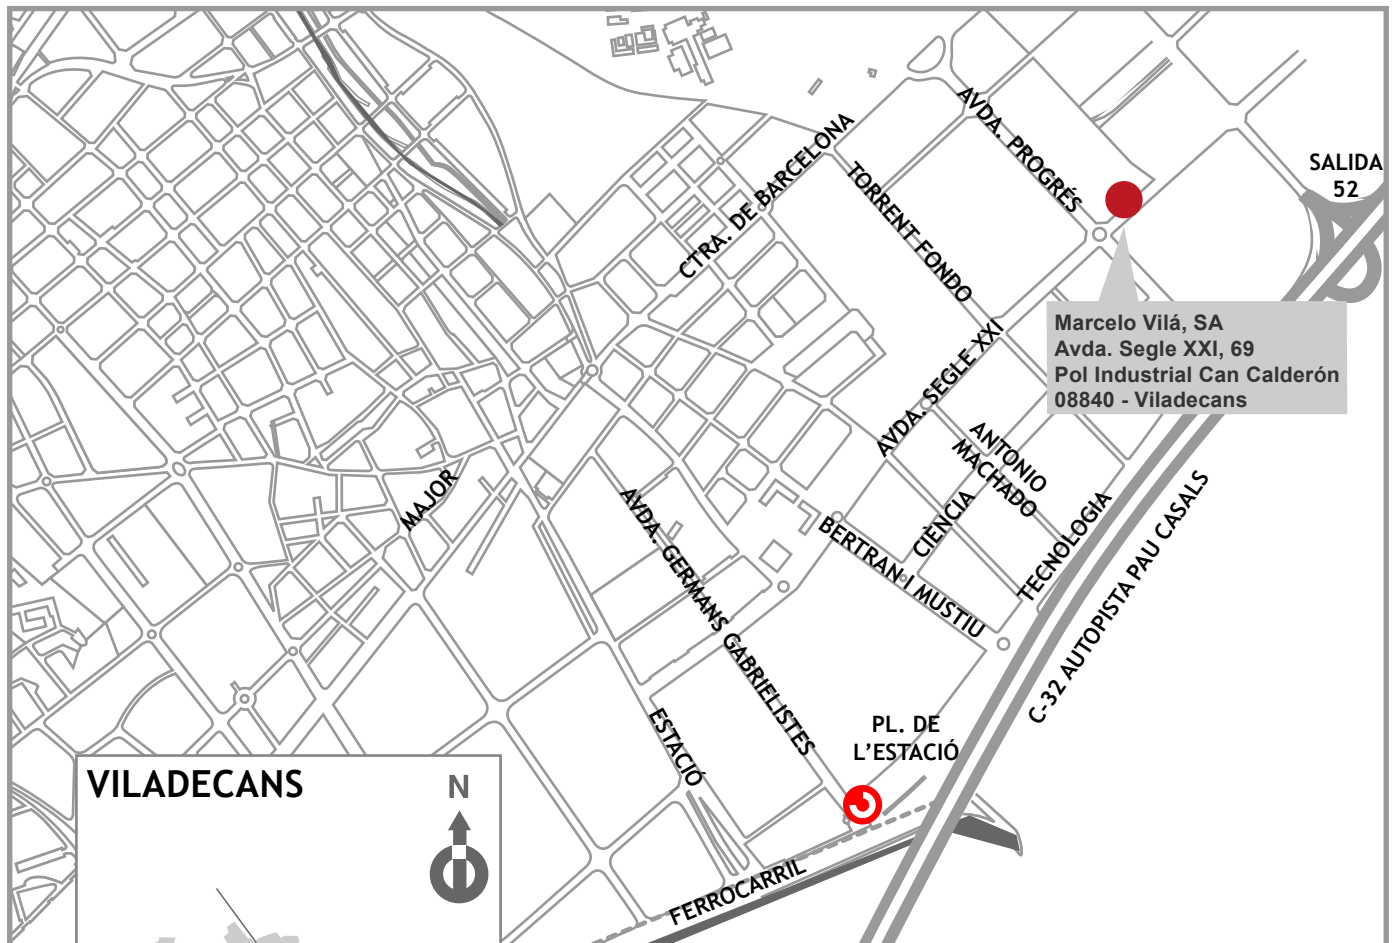 AVDA. PROGRÉS
CTRA. DE BARCELONA
TORRENT FONDO
SALIDA
52
Marcelo Vilá, SA
Avda. Segle XXI, 69
Pol Industrial Can Calderón
08840 - Viladecans
AVDA. SEGLE XXI
ANTONIO
MACHADO
MAJOR
AVDA. GERMANS GABRIELISTES
CIÈNCIA
BERTRAN I MUSTIU
TECNOLOGIA
C-32 AUTOPISTA PAU CASALS
ESTACIÓ
PL. DE
L'ESTACIÓ
VILADECANS
N
FERROCARRIL